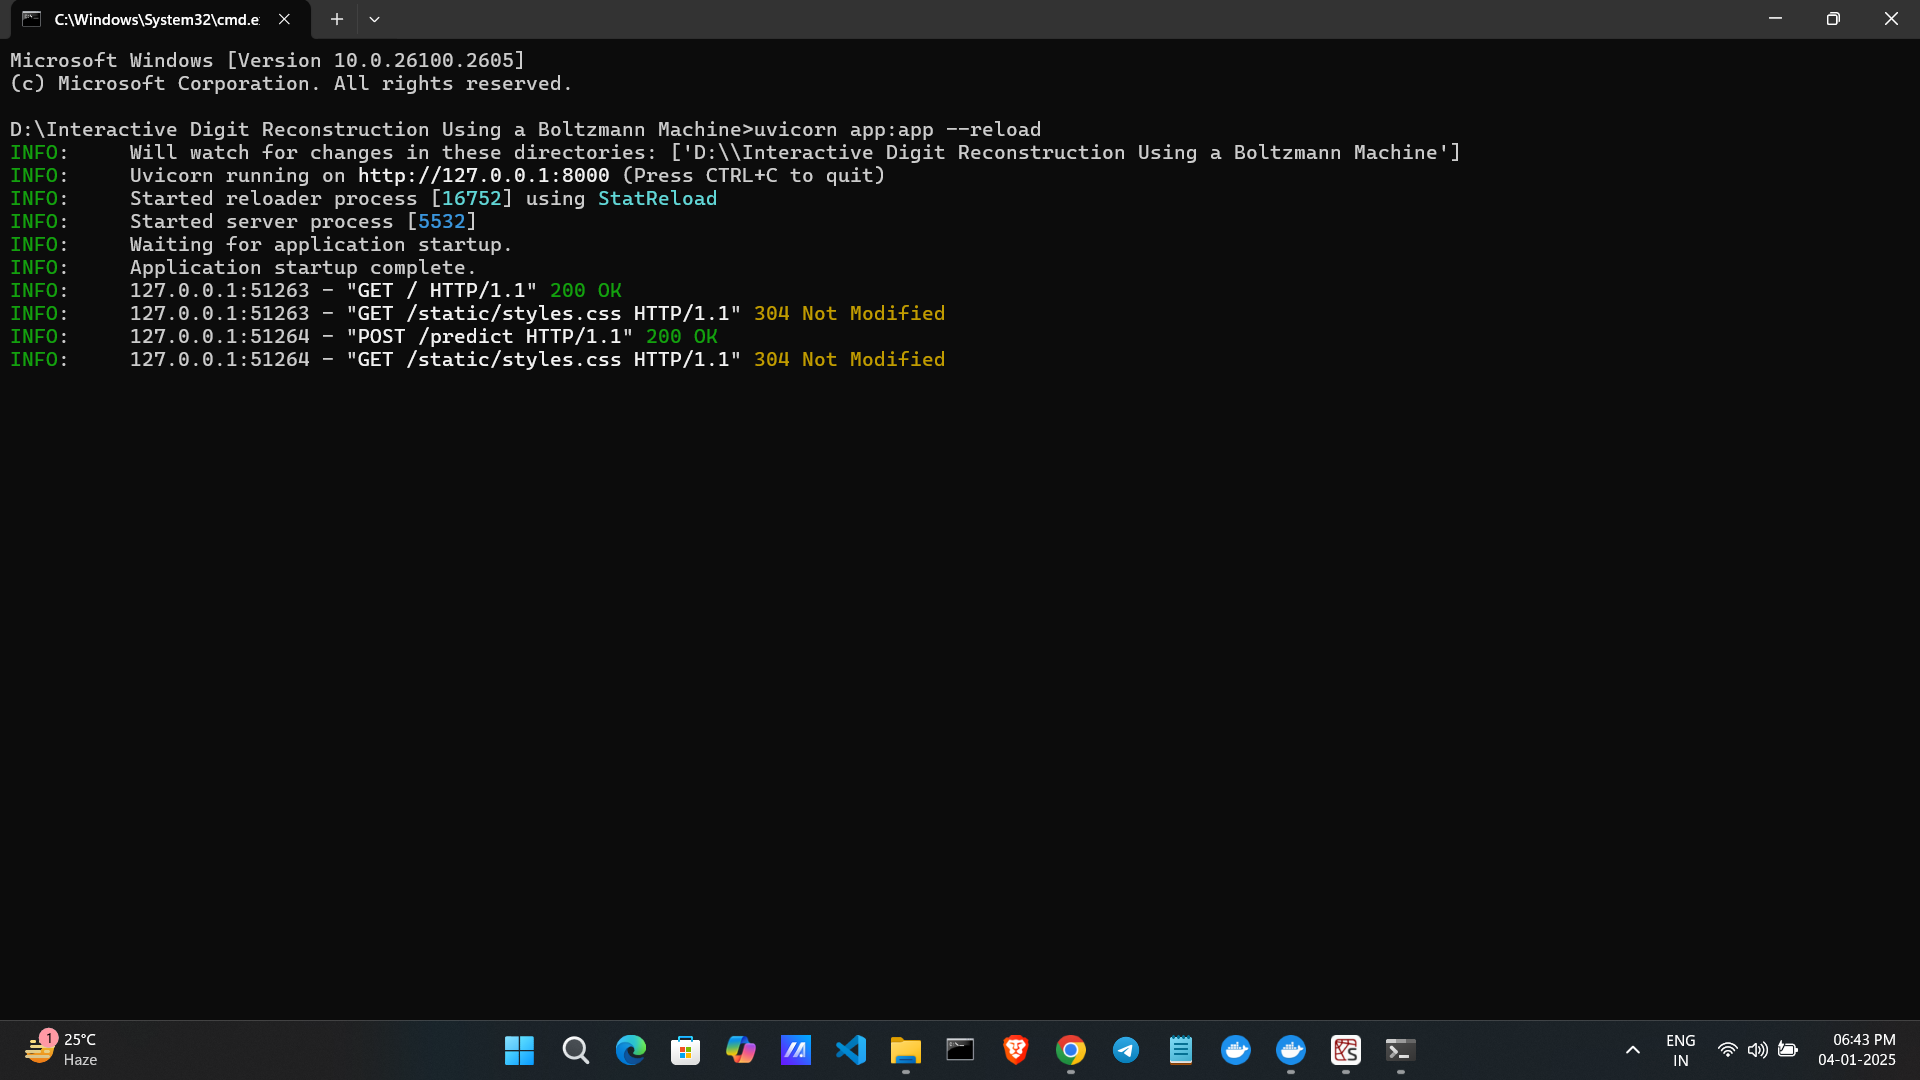 C:\Windows\System32\cmd.e
Microsoft Windows [Version 10.0.26100.2605]
(c) Microsoft Corporation. All rights reserved.
D:\Interactive Digit Reconstruction Using a Boltzmann Machine>uvicorn app:app --reload
INFO:     Will watch for changes in these directories: ['D:\\Interactive Digit Reconstruction Using a Boltzmann Machine']
INFO:     Uvicorn running on http://127.0.0.1:8000 (Press CTRL+C to quit)
INFO:     Started reloader process [16752] using StatReload
INFO:     Started server process [5532]
INFO:     Waiting for application startup.
INFO:     Application startup complete.
INFO:     127.0.0.1:51263 - "GET / HTTP/1.1" 200 OK
INFO:     127.0.0.1:51263 - "GET /static/styles.css HTTP/1.1" 304 Not Modified
INFO:     127.0.0.1:51264 - "POST /predict HTTP/1.1" 200 OK
INFO:     127.0.0.1:51264 - "GET /static/styles.css HTTP/1.1" 304 Not Modified
1
25°C
Haze
ENG
IN
06:43 PM
04-01-2025